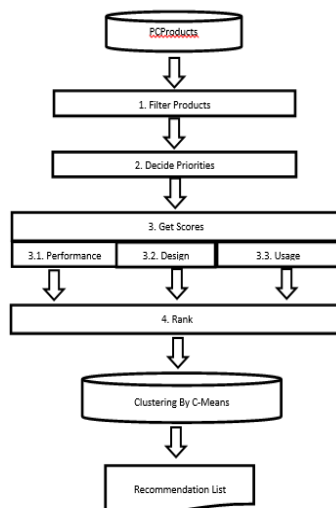 PCProducts
1. Filter Products
2. Decide Priorities
3. Get Scores
3.1. Performance
3.2. Design
3.3. Usage
4. Rank
Clustering By C-Means
Recommendation List